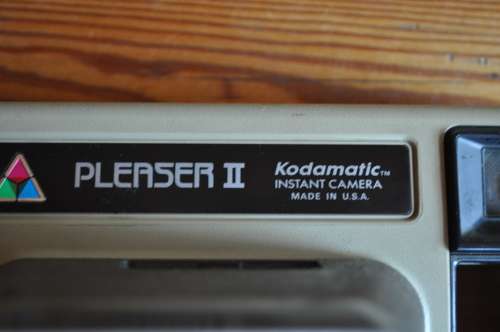 PLEASER II
Kodamatic™
INSTANT CAMERA
MADE IN U.S.A.